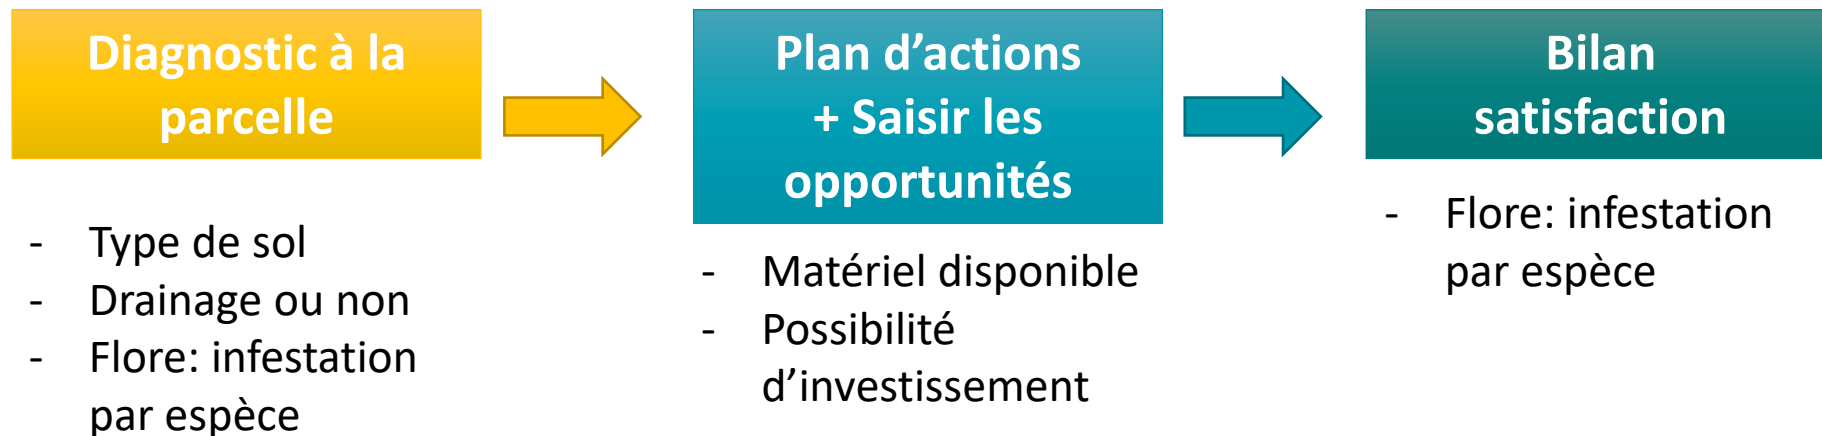 Diagnostic à la
parcelle
- Type de sol
- Drainage ou non
- Flore: infestation
par espèce
Plan d’actions
+ Saisir les
opportunités
- Matériel disponible
- Possibilité
d’investissement
Bilan
satisfaction
- Flore: infestation
par espèce